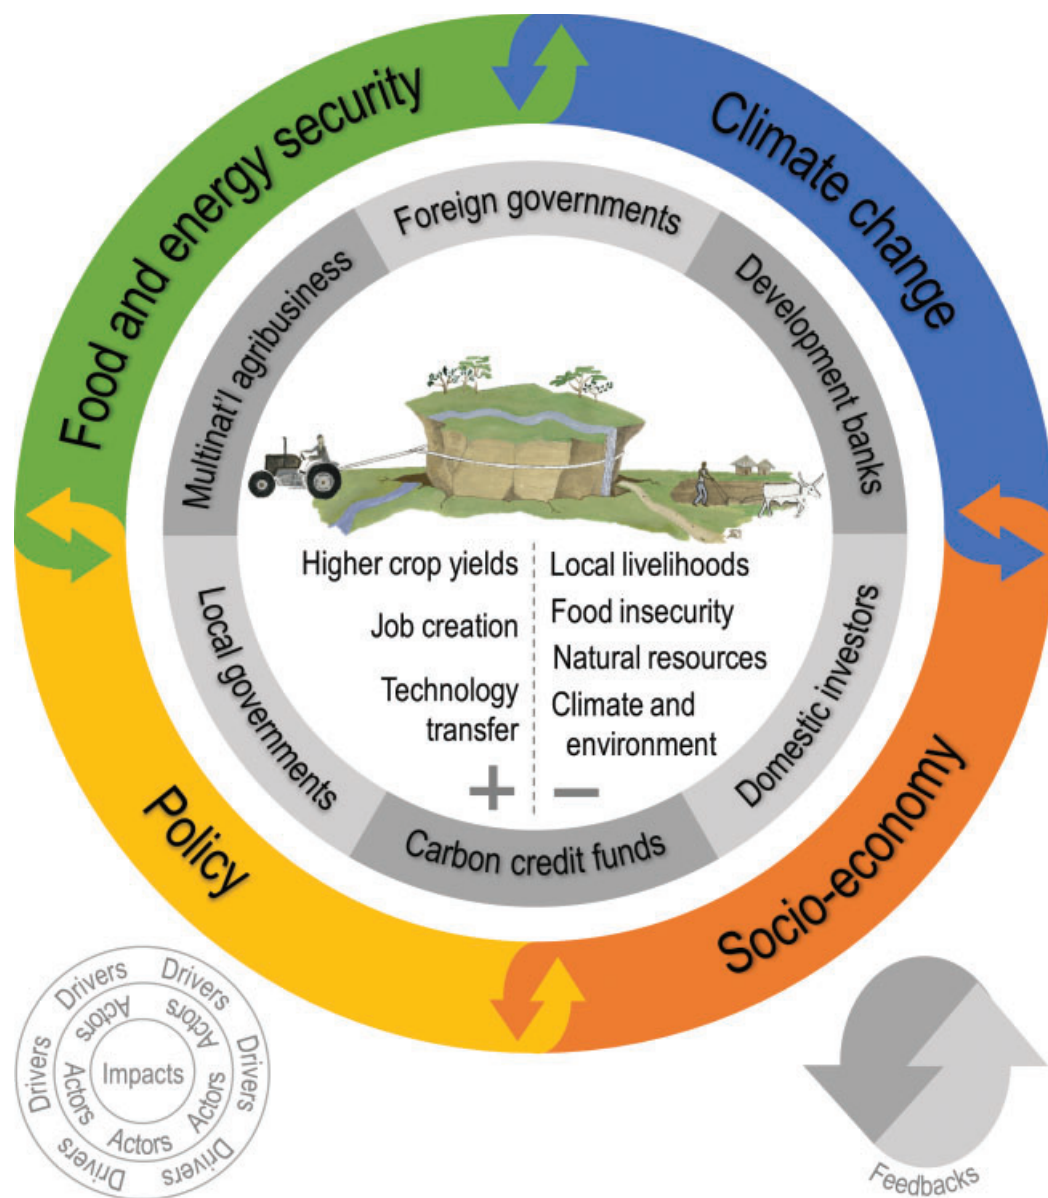 Food and energy security
Climate change
Foreign governments
Multinat'l agribusiness
Development banks
Higher crop yields
Job creation
Technology
transfer
+
Local livelihoods
Food insecurity
Natural resources
Climate and
environment
–
Local governments
Domestic investors
Carbon credit funds
Policy
Socio-economy
Drivers
Drivers
Drivers
Drivers
Drivers
Drivers
Actors
Actors
Actors
Actors
Actors
Impacts
Feedbacks